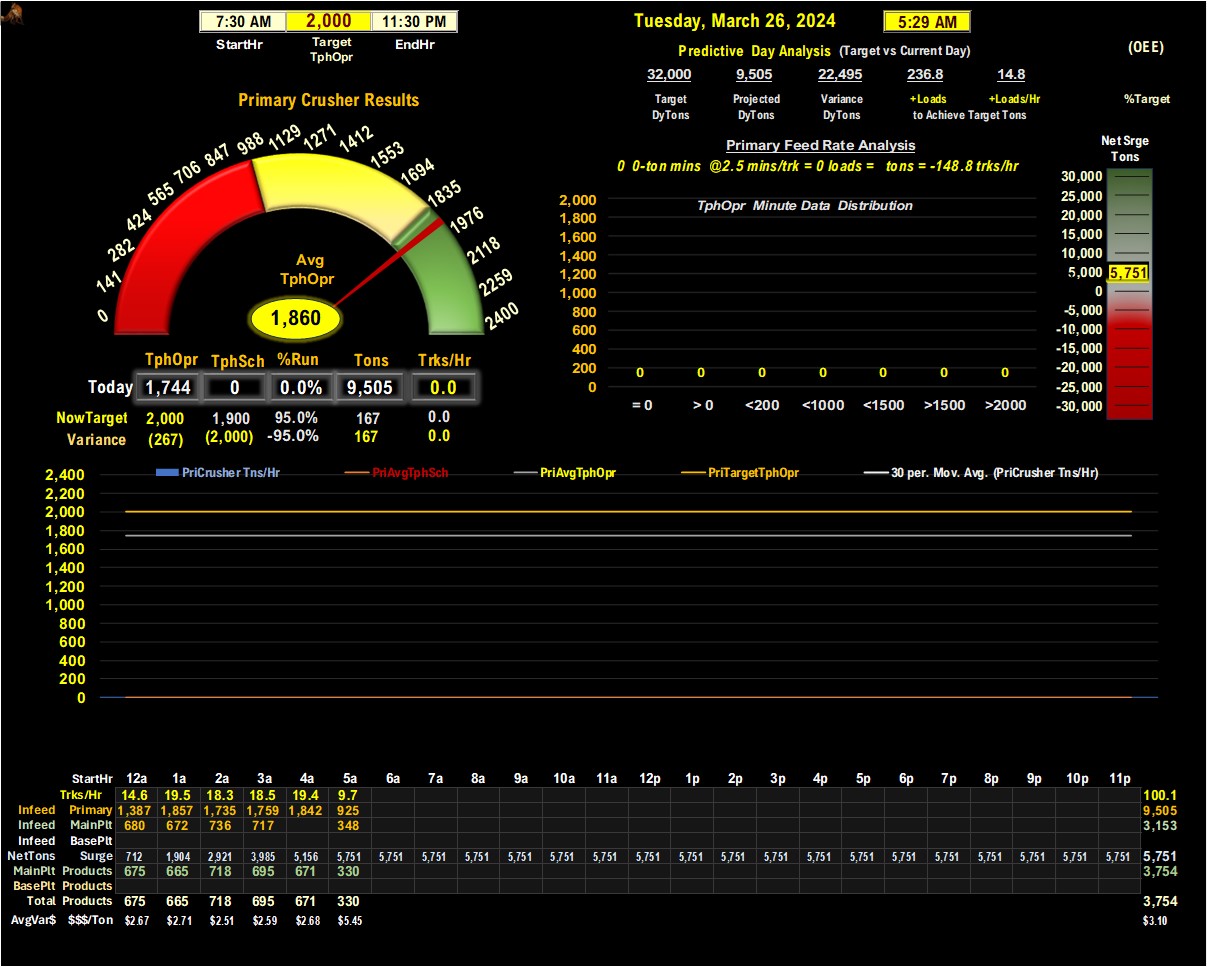 7:30 AM 2,000 11:30 PM
StartHr Target TphOpr EndHr
Tuesday, March 26, 2024 5:29 AM
Predictive Day Analysis (Target vs Current Day)
(OEE)
32,000 9,505 22,495 236.8 14.8
Target Projected Variance +Loads +Loads/Hr
DyTons DyTons DyTons to Achieve Target Tons
%Target
Primary Crusher Results
0 141 282 424 565 706 847 988 1129 1271 1412 1553 1694 1835 1976 2118 2259 2400
Avg
TphOpr
1,860
Primary Feed Rate Analysis
0 0-ton mins @2.5 mins/trk = 0 loads = tons = -148.8 trks/hr
TphOpr Minute Data Distribution
2,000
1,800
1,600
1,400
1,200
1,000
800
600
400
200
0
0 0 0 0 0 0 0
= 0 > 0 <200 <1000 <1500 >1500 >2000
Net Srge
Tons
30,000
25,000
20,000
15,000
10,000
5,000
5,751
0
-5,000
-10,000
-15,000
-20,000
-25,000
-30,000
TphOpr TphSch %Run Tons Trks/Hr
Today 1,744 0 0.0% 9,505 0.0
NowTarget 2,000 1,900 95.0% 167 0.0
Variance (267) (2,000) -95.0% 167 0.0
PriCrusher Tns/Hr PriAvgTphSch PriAvgTphOpr PriTargetTphOpr 30 per. Mov. Avg. (PriCrusher Tns/Hr)
2,400
2,200
2,000
1,800
1,600
1,400
1,200
1,000
800
600
400
200
0
StartHr 12a 1a 2a 3a 4a 5a 6a 7a 8a 9a 10a 11a 12p 1p 2p 3p 4p 5p 6p 7p 8p 9p 10p 11p
Trks/Hr 14.6 19.5 18.3 18.5 19.4 9.7 100.1
Infeed Primary 1,387 1,857 1,735 1,759 1,842 925 9,505
Infeed MainPlt 680 672 736 717 348 3,153
Infeed BasePlt
NetTons Surge 712 1,904 2,921 3,985 5,156 5,751 5,751 5,751 5,751 5,751 5,751 5,751 5,751 5,751 5,751 5,751 5,751 5,751 5,751 5,751 5,751 5,751 5,751 5,751 5,751
MainPlt Products 675 665 718 695 671 330 3,754
BasePlt Products
Total Products 675 665 718 695 671 330 3,754
AvgVar$ $$$/Ton $2.67 $2.71 $2.51 $2.59 $2.68 $5.45 $3.10